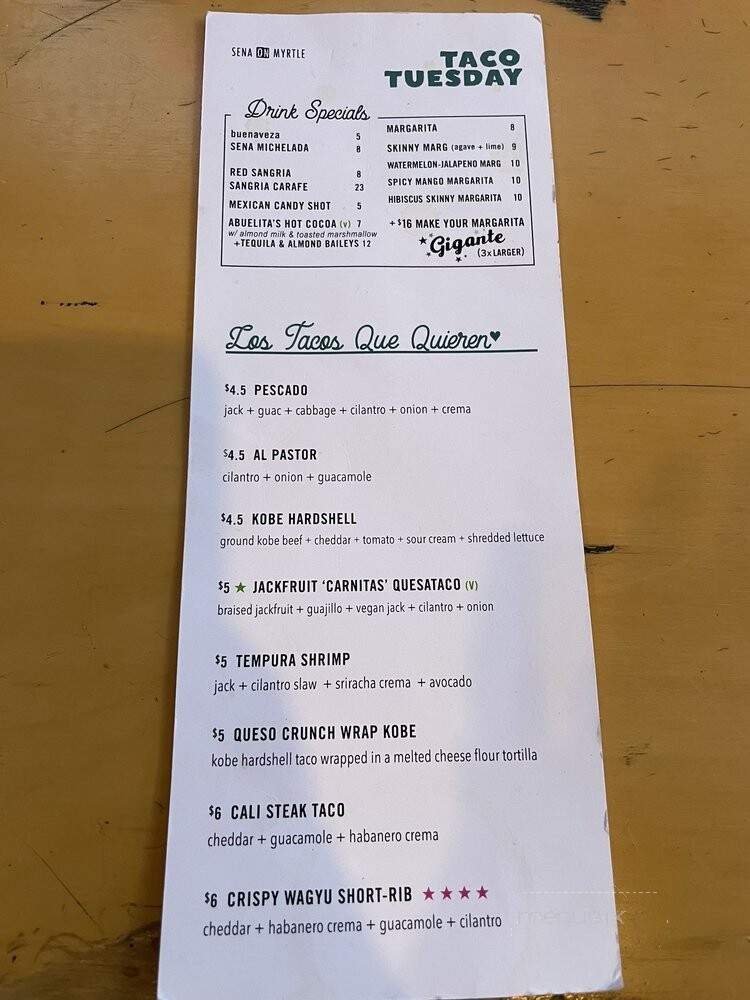 SENA ON MYRTLE
TACO
TUESDAY
Drink Specials
buenaveza 5
SENA MICHELADA 8
RED SANGRIA 8
SANGRIA CARAFE 23
MEXICAN CANDY SHOT 5
ABUELITA'S HOT COCOA (V) 7
w/ almond milk & toasted marshmallow
+TEQUILA & ALMOND BAILEYS 12
MARGARITA 8
SKINNY MARG (agave + lime) 9
WATERMELON-JALAPENO MARG 10
SPICY MANGO MARGARITA 10
HIBISCUS SKINNY MARGARITA 10
+$16 MAKE YOUR MARGARITA
Gigante
(3x LARGER)
Los Tacos Que Quieren♥
$4.5 PESCADO
jack + guac + cabbage + cilantro + onion + crema
$4.5 AL PASTOR
cilantro + onion + guacamole
$4.5 KOBE HARDSHELL
ground kobe beef + cheddar + tomato + sour cream + shredded lettuce
$5 ★ JACKFRUIT 'CARNITAS' QUESATACO (V)
braised jackfruit + guajillo + vegan jack + cilantro + onion
$5 TEMPURA SHRIMP
jack + cilantro slaw + sriracha crema + avocado
$5 QUESO CRUNCH WRAP KOBE
kobe hardshell taco wrapped in a melted cheese flour tortilla
$6 CALI STEAK TACO
cheddar + guacamole + habanero crema
$6 CRISPY WAGYU SHORT-RIB ★★★★
cheddar + habanero crema + guacamole + cilantro